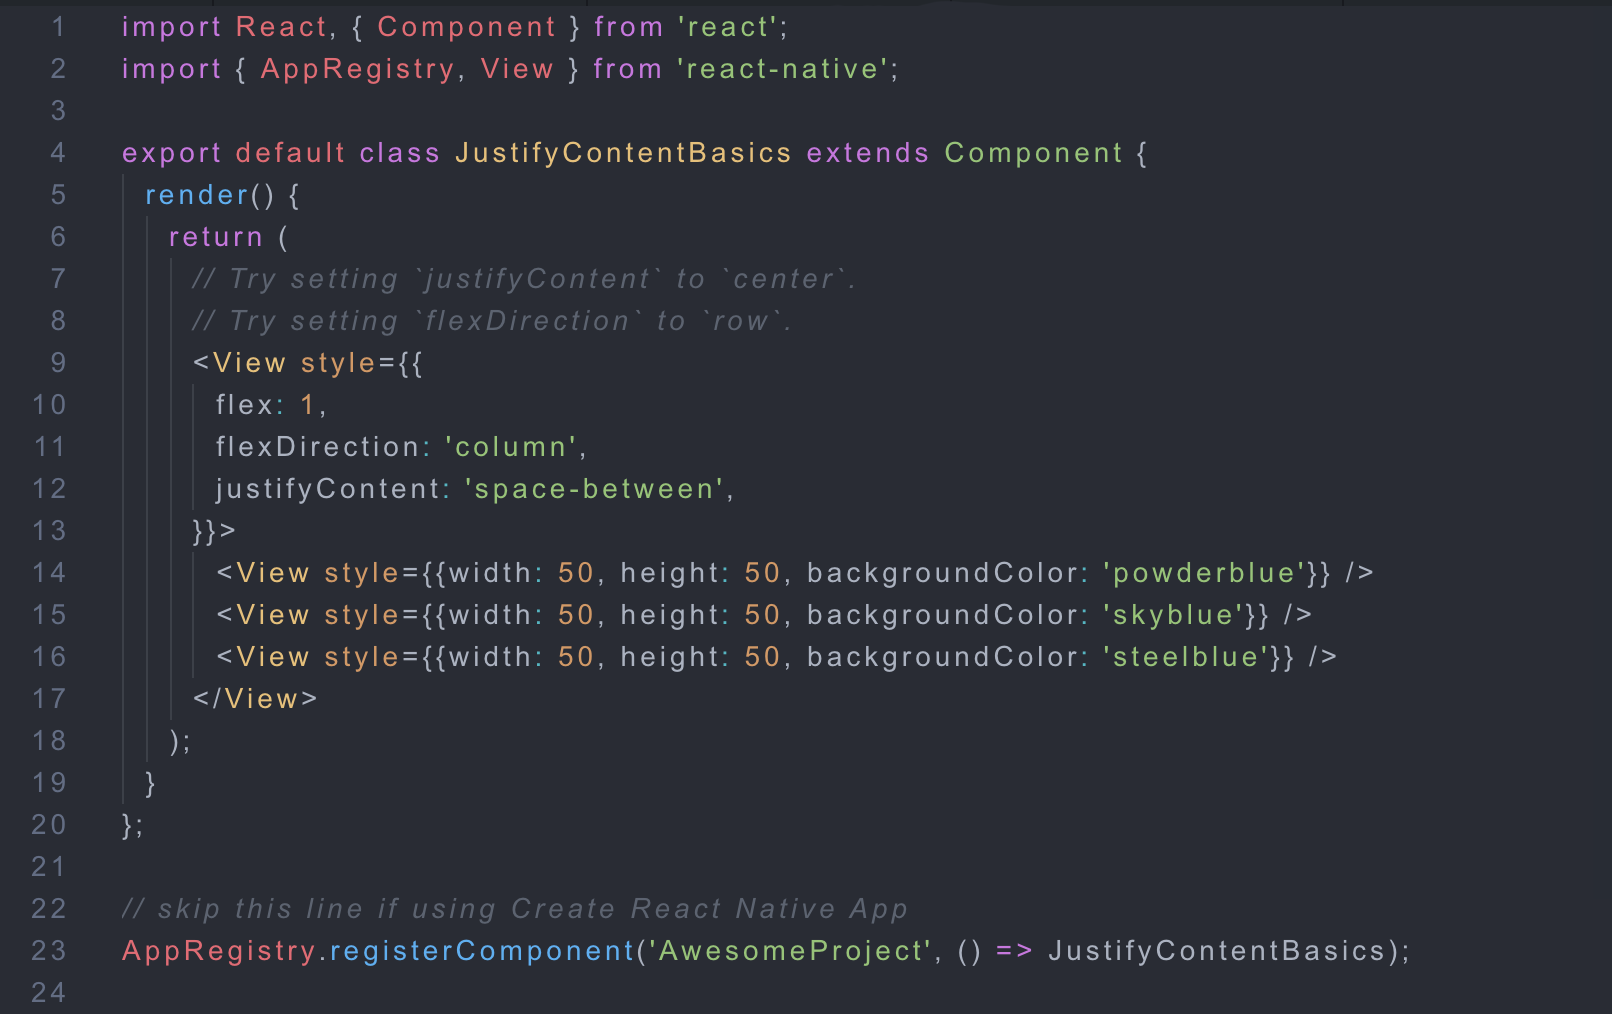 1 import React, { Component } from 'react';
2 import { AppRegistry, View } from 'react-native';
3
4 export default class JustifyContentBasics extends Component {
5   render() {
6     return (
7       // Try setting `justifyContent` to `center`.
8       // Try setting `flexDirection` to `row`.
9       <View style={{
10         flex: 1,
11         flexDirection: 'column',
12         justifyContent: 'space-between',
13       }}>
14         <View style={{width: 50, height: 50, backgroundColor: 'powderblue'}} />
15         <View style={{width: 50, height: 50, backgroundColor: 'skyblue'}} />
16         <View style={{width: 50, height: 50, backgroundColor: 'steelblue'}} />
17       </View>
18     );
19   }
20 };
21
22 // skip this line if using Create React Native App
23 AppRegistry.registerComponent('AwesomeProject', () => JustifyContentBasics);
24